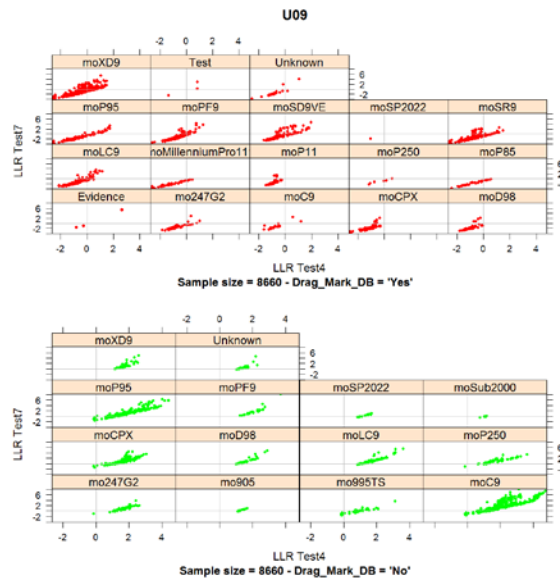 U09
-2 0 2 4
-2 0 2 4
moXD9 Test Unknown
6
2
-2
moP95 moPF9 moSD9VE moSP2022 moSR9
6
2
-2
moLC9 moMillenniumPro11 moP11 moP250 moP85
Evidence mo247G2 moC9 moCPX moD98
6
2
-2
-2 0 2 4
-2 0 2 4
-2 0 2 4
LLR Test7
LLR Test4
Sample size = 8660 - Drag_Mark_DB = 'Yes'
-2 0 2 4
-2 0 2 4
moXD9 Unknown
6
2
-2
moP95 moPF9 moSP2022 moSub2000
6
2
-2
moCPX moD98 moLC9 moP250
mo247G2 mo905 mo995TS moC9
6
2
-2
-2 0 2 4
-2 0 2 4
LLR Test7
LLR Test4
Sample size = 8660 - Drag_Mark_DB = 'No'